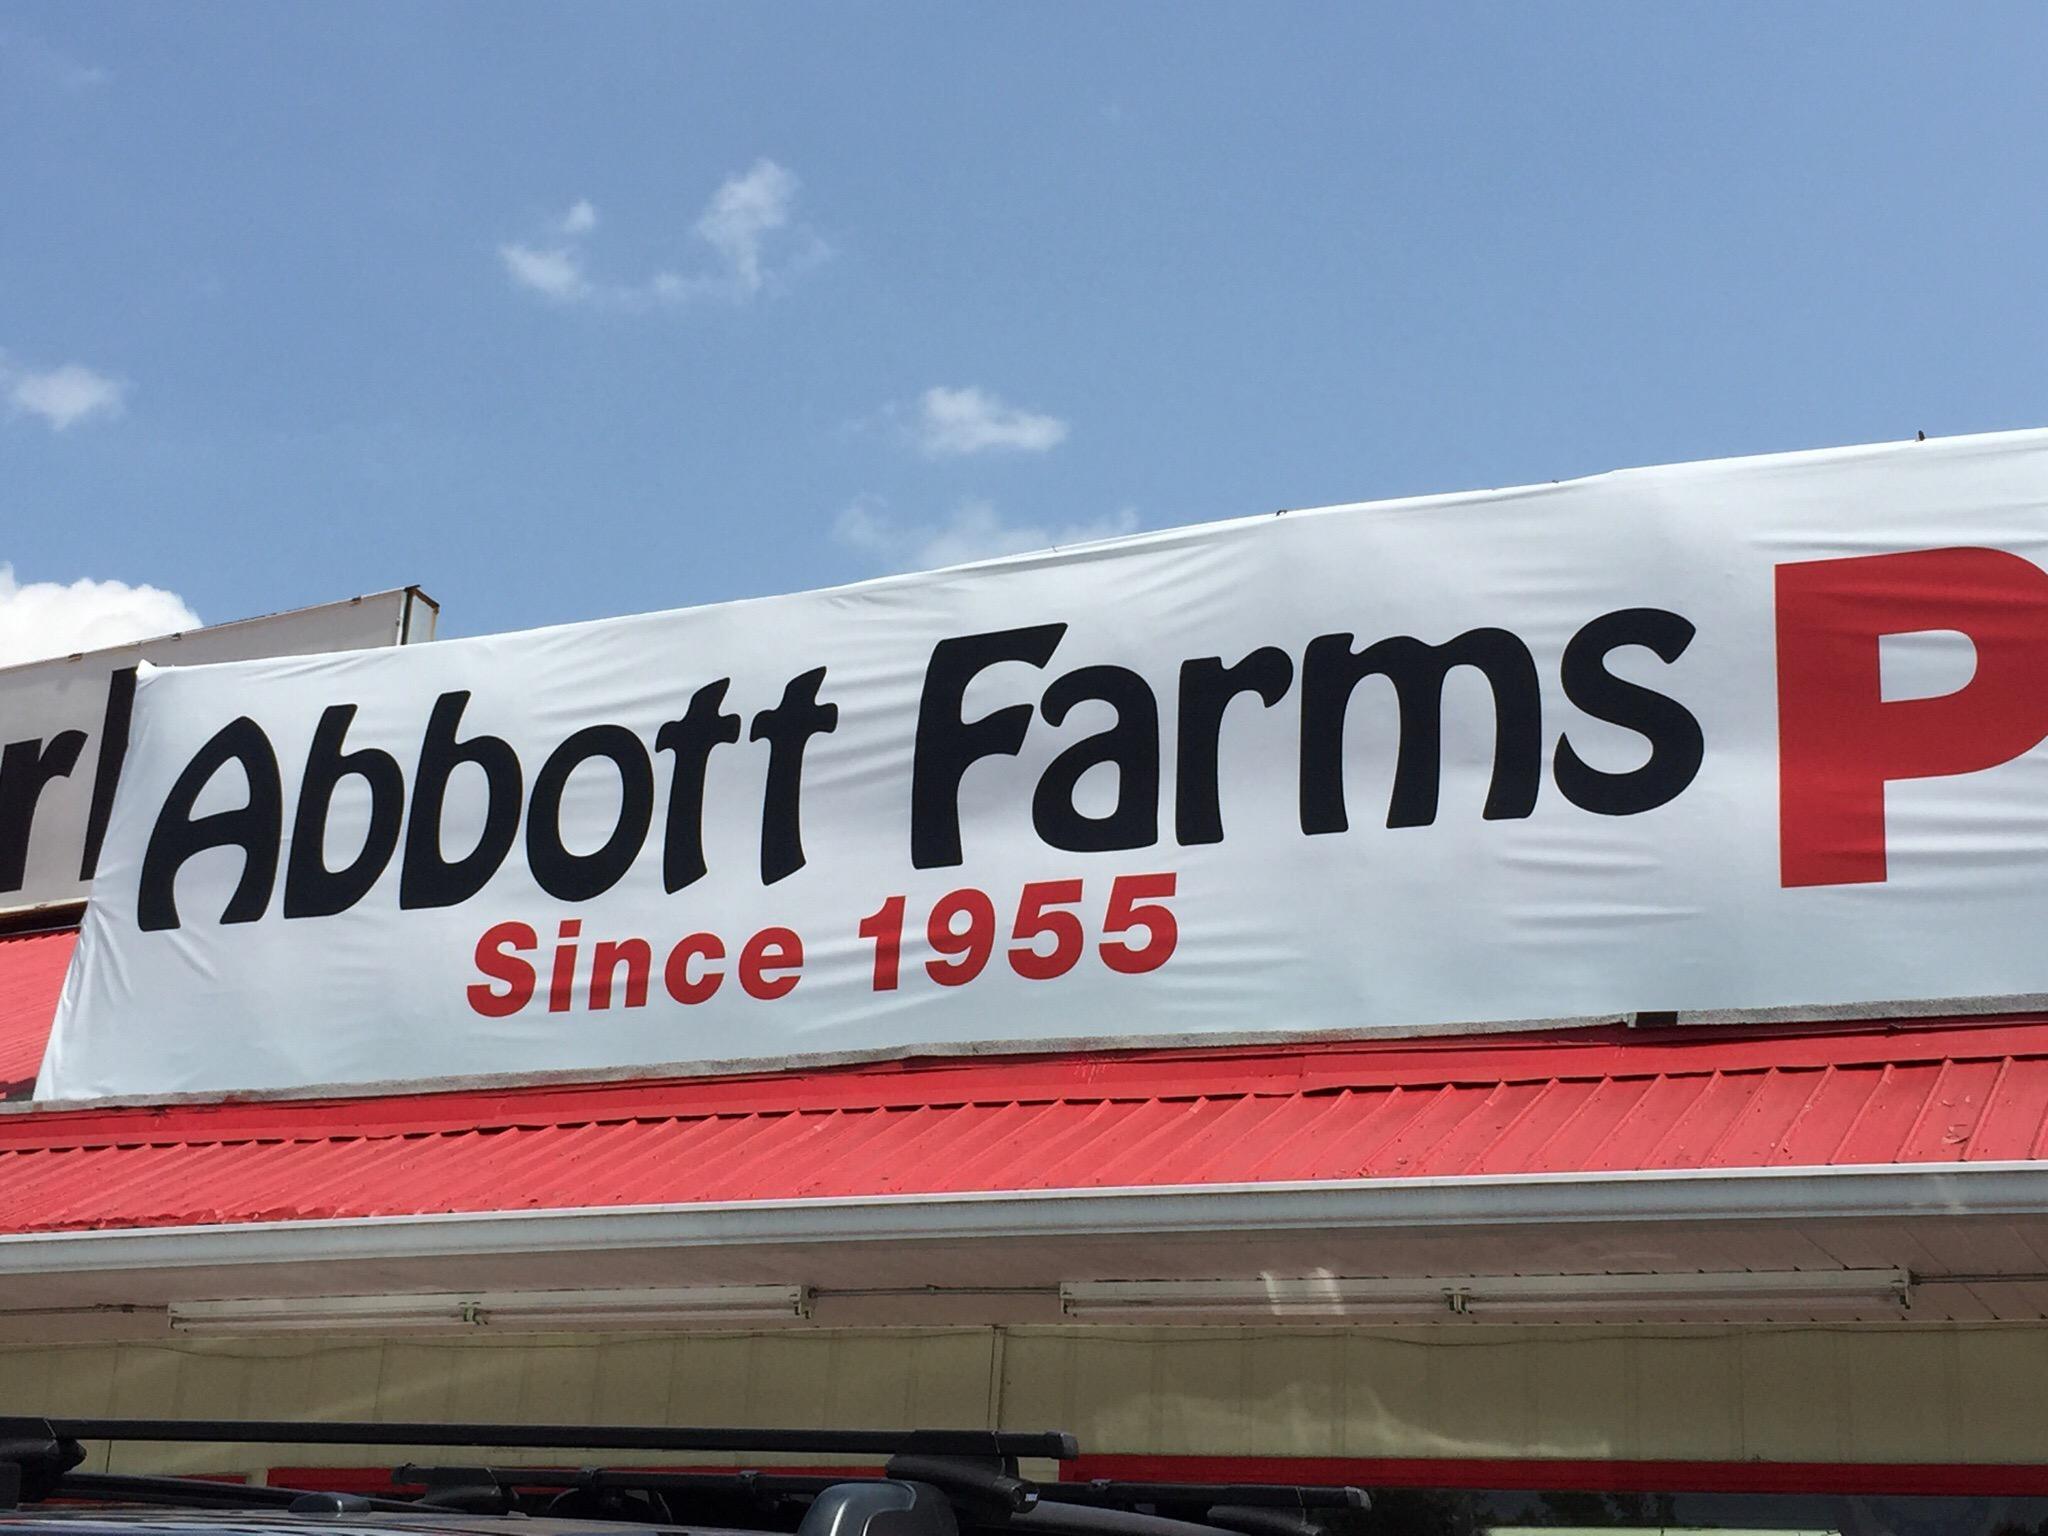 Abbott Farms P
Since 1955